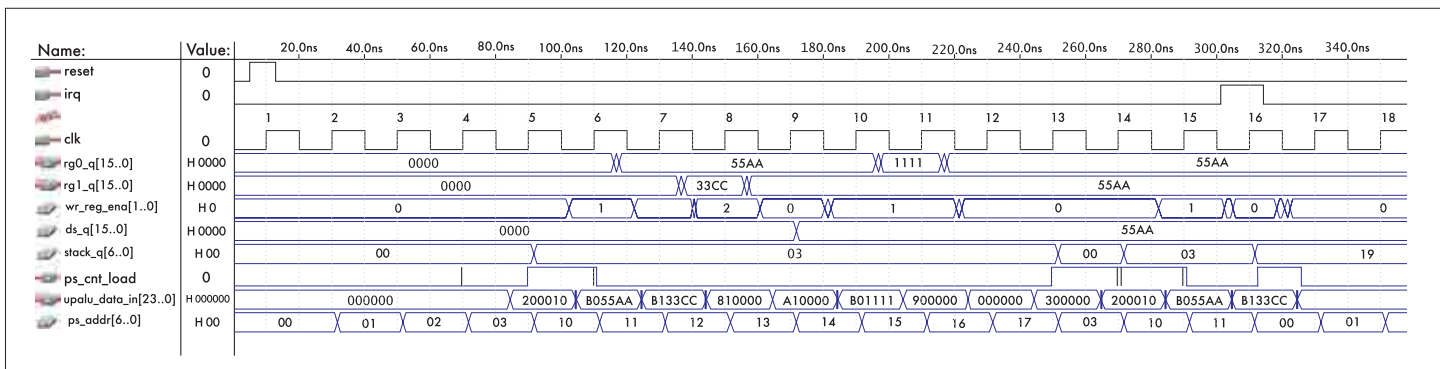 Name: Value: 20.0ns 40.0ns 60.0ns 80.0ns 100.0ns 120.0ns 140.0ns 160.0ns 180.0ns 200.0ns 220.0ns 240.0ns 260.0ns 280.0ns 300.0ns 320.0ns 340.0ns
reset 0
irq 0
1 2 3 4 5 6 7 8 9 10 11 12 13 14 15 16 17 18
clk 0
rg0_q[15..0] H 0000 0000 55AA 1111 55AA
rg1_q[15..0] H 0000 0000 33CC 55AA
wr_reg_ena[1..0] H 0 0 1 2 0 1 0 1 0 0
ds_q[15..0] H 0000 0000 55AA
stack_q[6..0] H 00 00 03 00 03 19
ps_cnt_load 0
upalu_data_in[23..0] H 000000 000000 200010 B055AA B133CC 810000 A10000 B01111 900000 000000 300000 200010 B055AA B133CC
ps_addr[6..0] H 00 00 01 02 03 10 11 12 13 14 15 16 17 03 10 11 00 01